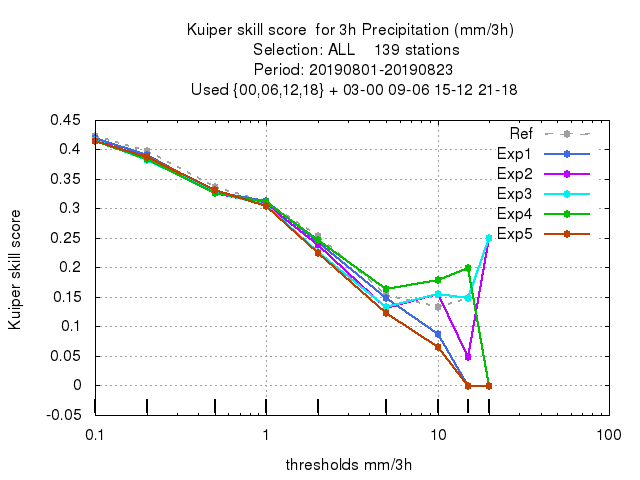 Kuiper skill score  for 3h Precipitation (mm/3h)
Selection: ALL    139 stations
Period: 20190801-20190823
Used {00,06,12,18} + 03-00 09-06 15-12 21-18
Kuiper skill score
0.45
0.4
0.35
0.3
0.25
0.2
0.15
0.1
0.05
0
-0.05
Ref
Exp1
Exp2
Exp3
Exp4
Exp5
0.1 1 10 100
thresholds mm/3h